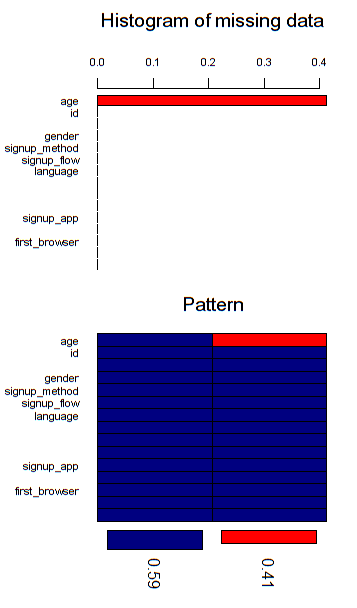 Histogram of missing data
0.0 0.1 0.2 0.3 0.4
age
id
gender
signup_method
signup_flow
language
signup_app
first_browser
Pattern
age
id
gender
signup_method
signup_flow
language
signup_app
first_browser
0.59 0.41